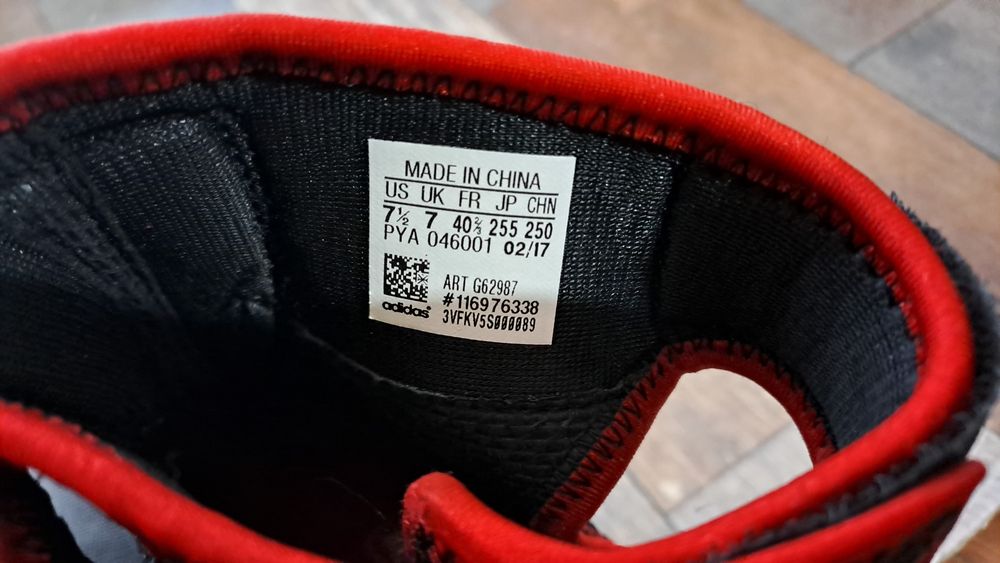 MADE IN CHINA
US UK FR JP CHN
7½ 7 40⅔ 255 250
PYA 046001 02/17
ART G62987
#116976338
adidas® 3VFKV5S000089